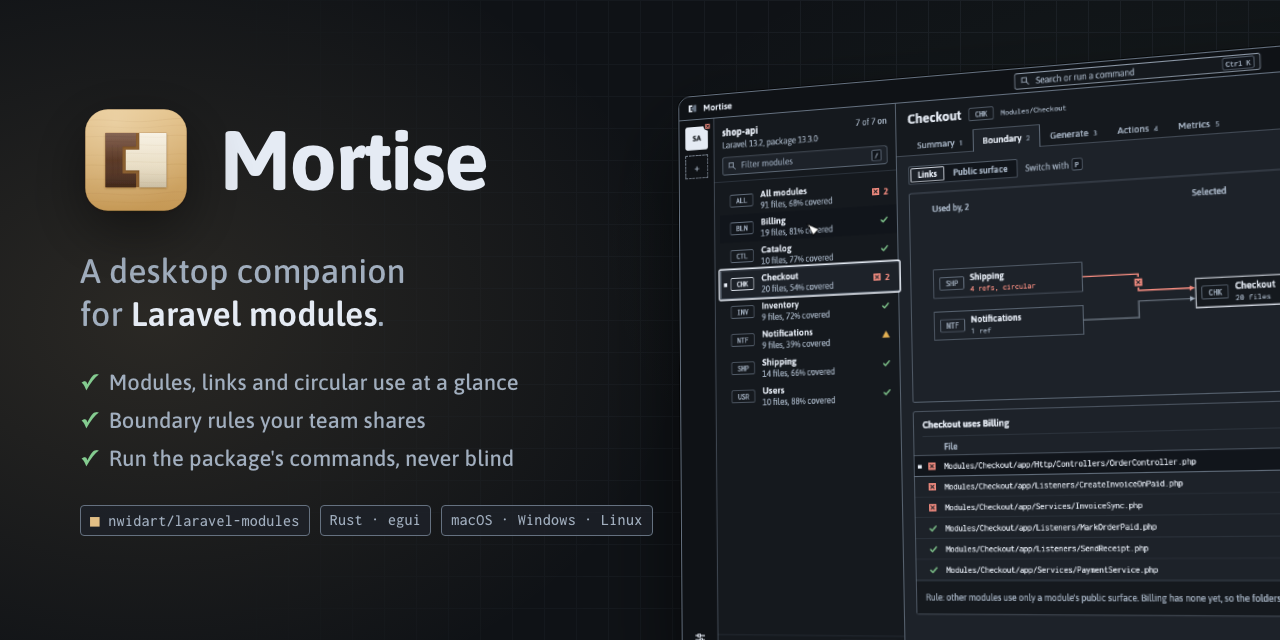 Mortise
A desktop companion
for Laravel modules.
✓ Modules, links and circular use at a glance
✓ Boundary rules your team shares
✓ Run the package's commands, never blind
nwidart/laravel-modules
Rust · egui
macOS · Windows · Linux
Mortise
Search or run a command
Ctrl K
SA
+
shop-api
7 of 7 on
Laravel 13.2, package 13.3.0
Filter modules
/
ALL
All modules
91 files, 68% covered
2
BLN
Billing
19 files, 81% covered
CTL
Catalog
10 files, 77% covered
CHK
Checkout
20 files, 54% covered
2
INV
Inventory
9 files, 72% covered
NTF
Notifications
9 files, 39% covered
SHP
Shipping
14 files, 66% covered
USR
Users
10 files, 88% covered
Checkout
CHK
Modules/Checkout
Summary 1
Boundary 2
Generate 3
Actions 4
Metrics 5
Links
Public surface
Switch with P
Used by, 2
Selected
SHP
Shipping
4 refs, circular
NTF
Notifications
1 ref
CHK
Checkout
20 files
Checkout uses Billing
File
Modules/Checkout/app/Http/Controllers/OrderController.php
Modules/Checkout/app/Listeners/CreateInvoiceOnPaid.php
Modules/Checkout/app/Services/InvoiceSync.php
Modules/Checkout/app/Listeners/MarkOrderPaid.php
Modules/Checkout/app/Listeners/SendReceipt.php
Modules/Checkout/app/Services/PaymentService.php
Rule: other modules use only a module's public surface. Billing has none yet, so the folders